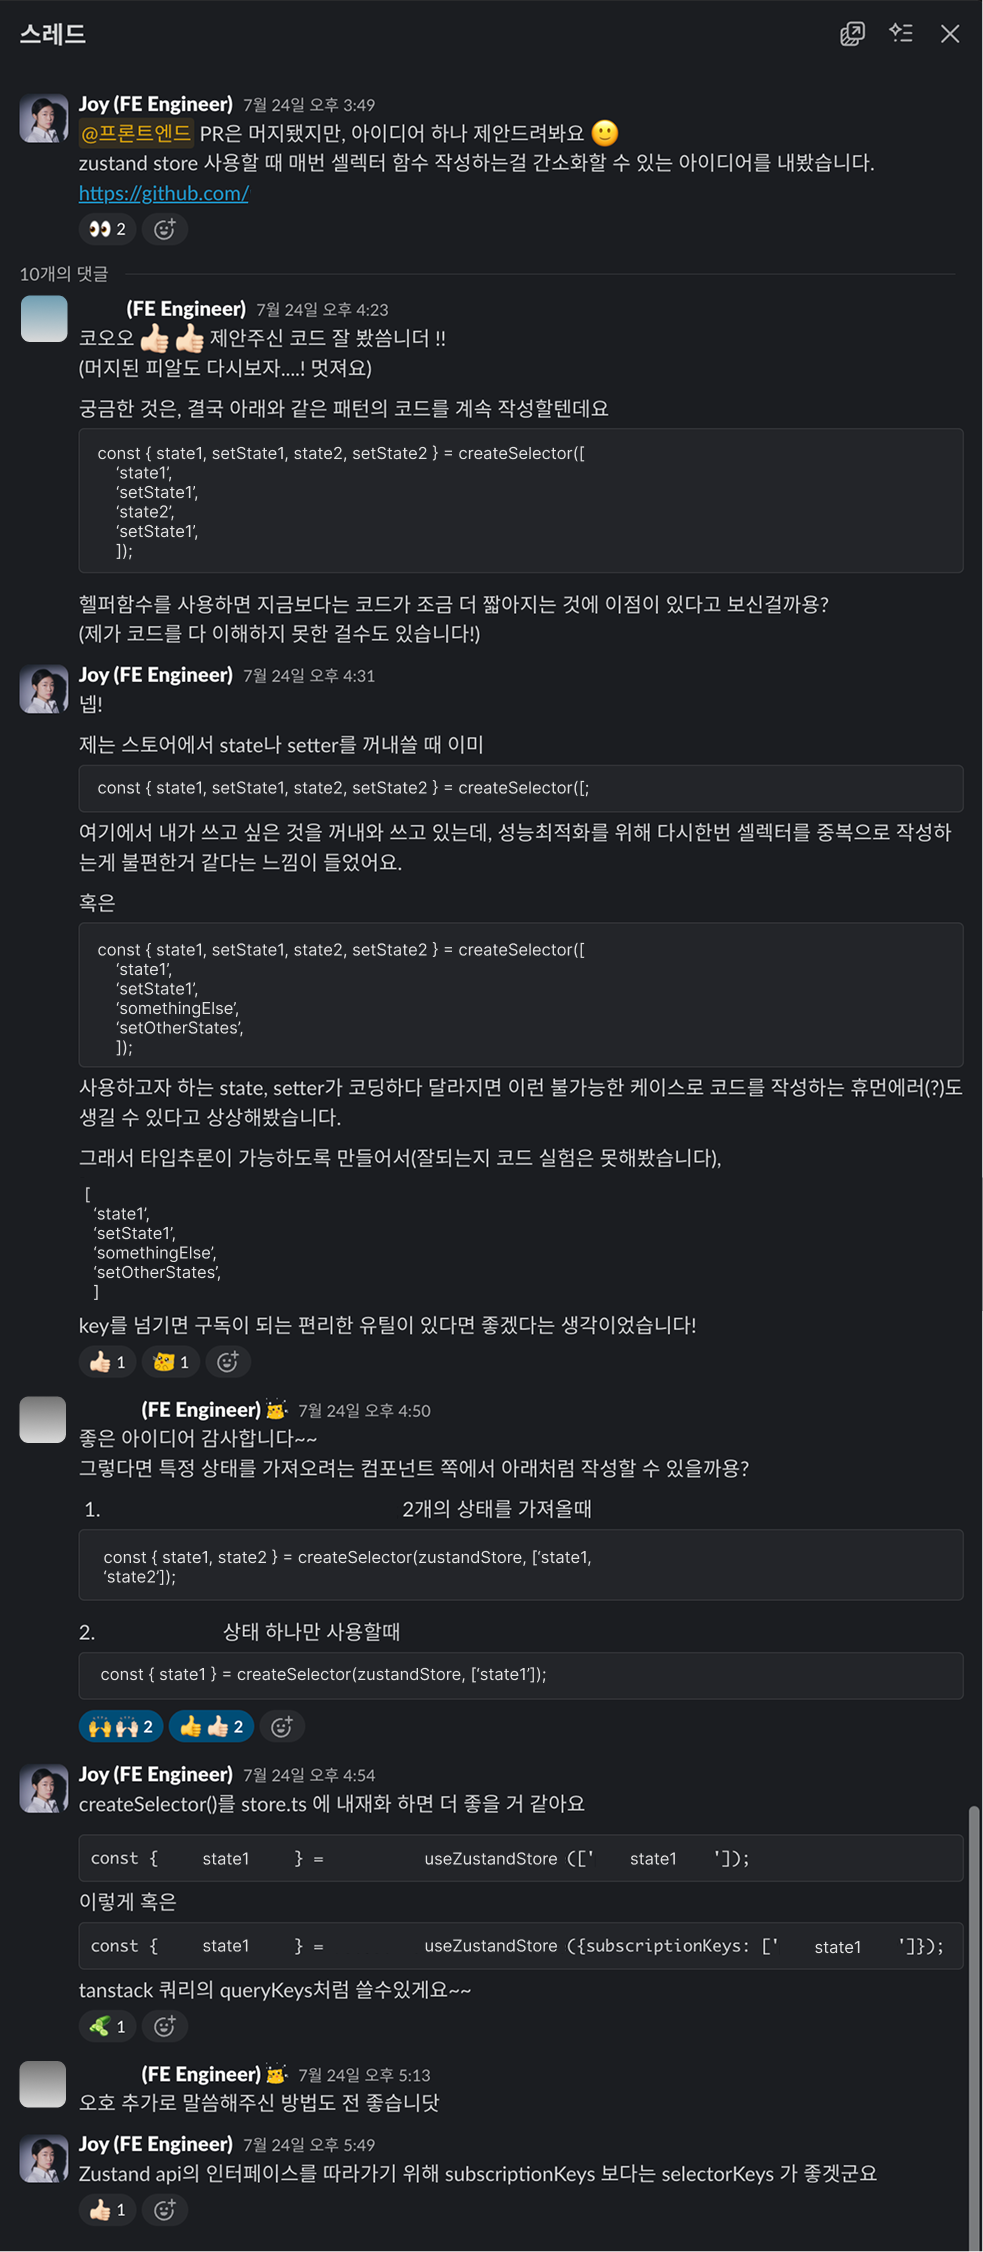 스레드
Joy (FE Engineer) 7월 24일 오후 3:49
@프론트엔드 PR은 머지됐지만, 아이디어 하나 제안드려봐요 🙂
zustand store 사용할 때 매번 셀렉터 함수 작성하는걸 간소화할 수 있는 아이디어를 내봤습니다.
https://github.com/
👀 2
10개의 댓글
(FE Engineer) 7월 24일 오후 4:23
코오오 👍🏻 👍🏻 제안주신 코드 잘 봤씀니더 !!
(머지된 피알도 다시보자....! 멋져요)
궁금한 것은, 결국 아래와 같은 패턴의 코드를 계속 작성할텐데요
const { state1, setState1, state2, setState2 } = createSelector([
‘state1’,
‘setState1’,
‘state2’,
‘setState1’,
]);
헬퍼함수를 사용하면 지금보다는 코드가 조금 더 짧아지는 것에 이점이 있다고 보신걸까용?
(제가 코드를 다 이해하지 못한 걸수도 있습니다!)
Joy (FE Engineer) 7월 24일 오후 4:31
넵!
제는 스토어에서 state나 setter를 꺼내쓸 때 이미
const { state1, setState1, state2, setState2 } = createSelector([;
여기에서 내가 쓰고 싶은 것을 꺼내와 쓰고 있는데, 성능최적화를 위해 다시한번 셀렉터를 중복으로 작성하
는게 불편한거 같다는 느낌이 들었어요.
혹은
const { state1, setState1, state2, setState2 } = createSelector([
‘state1’,
‘setState1’,
‘somethingElse’,
‘setOtherStates’,
]);
사용하고자 하는 state, setter가 코딩하다 달라지면 이런 불가능한 케이스로 코드를 작성하는 휴먼에러(?)도
생길 수 있다고 상상해봤습니다.
그래서 타입추론이 가능하도록 만들어서(잘되는지 코드 실험은 못해봤습니다),
[
‘state1’,
‘setState1’,
‘somethingElse’,
‘setOtherStates’,
]
key를 넘기면 구독이 되는 편리한 유틸이 있다면 좋겠다는 생각이었습니다!
👍🏻 1 1
(FE Engineer) 7월 24일 오후 4:50
좋은 아이디어 감사합니다~~
그렇다면 특정 상태를 가져오려는 컴포넌트 쪽에서 아래처럼 작성할 수 있을까용?
1. 2개의 상태를 가져올때
const { state1, state2 } = createSelector(zustandStore, [‘state1,
‘state2’]);
2. 상태 하나만 사용할때
const { state1 } = createSelector(zustandStore, [‘state1’]);
🙌🙌🏻 2 👍👍🏻 2
Joy (FE Engineer) 7월 24일 오후 4:54
createSelector()를 store.ts 에 내재화 하면 더 좋을 거 같아요
const { state1 } = useZustandStore ([' state1 ']);
이렇게 혹은
const { state1 } = useZustandStore ({subscriptionKeys: [' state1 ']});
tanstack 쿼리의 queryKeys처럼 쓸수있게요~~
1
(FE Engineer) 7월 24일 오후 5:13
오호 추가로 말씀해주신 방법도 전 좋습니닷
Joy (FE Engineer) 7월 24일 오후 5:49
Zustand api의 인터페이스를 따라가기 위해 subscriptionKeys 보다는 selectorKeys 가 좋겟군요
👍🏻 1